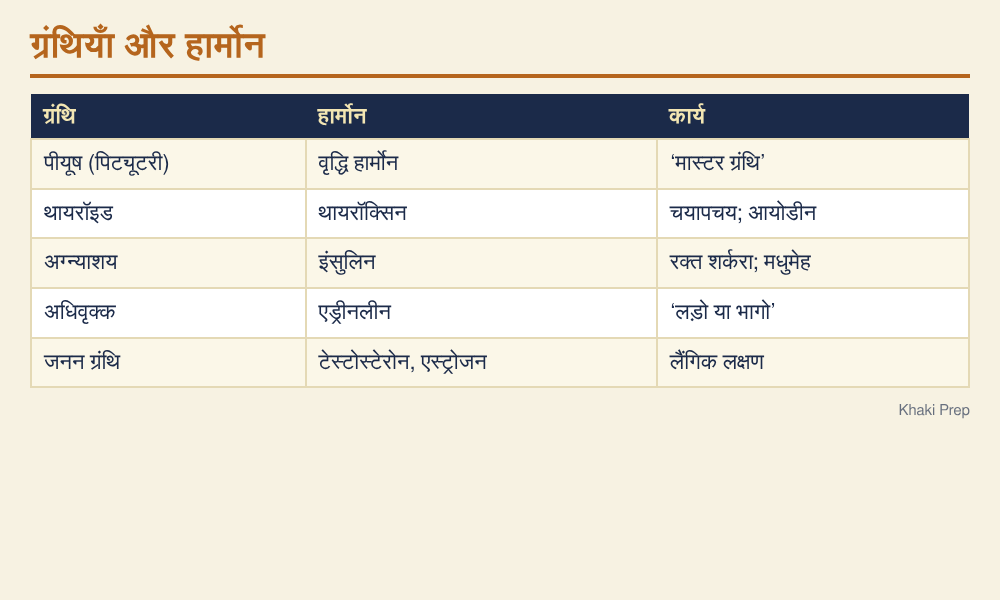 ग्रंथियाँ और हार्मोन
ग्रंथि हार्मोन कार्य
पीयूष (पिट्यूटरी) वृद्धि हार्मोन ‘मास्टर ग्रंथि’
थायरॉइड थायरॉक्सिन चयापचय; आयोडीन
अग्न्याशय इंसुलिन रक्त शर्करा; मधुमेह
अधिवृक्क एड्रीनलीन ‘लड़ो या भागो’
जनन ग्रंथि टेस्टोस्टेरोन, एस्ट्रोजन लैंगिक लक्षण
Khaki Prep